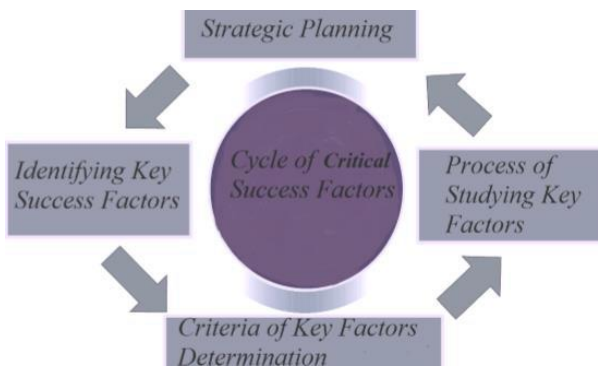 Strategic Planning
Identifying Key
Success Factors
Cycle of Critical
Success Factors
Process of
Studying Key
Factors
Criteria of Key Factors
Determination